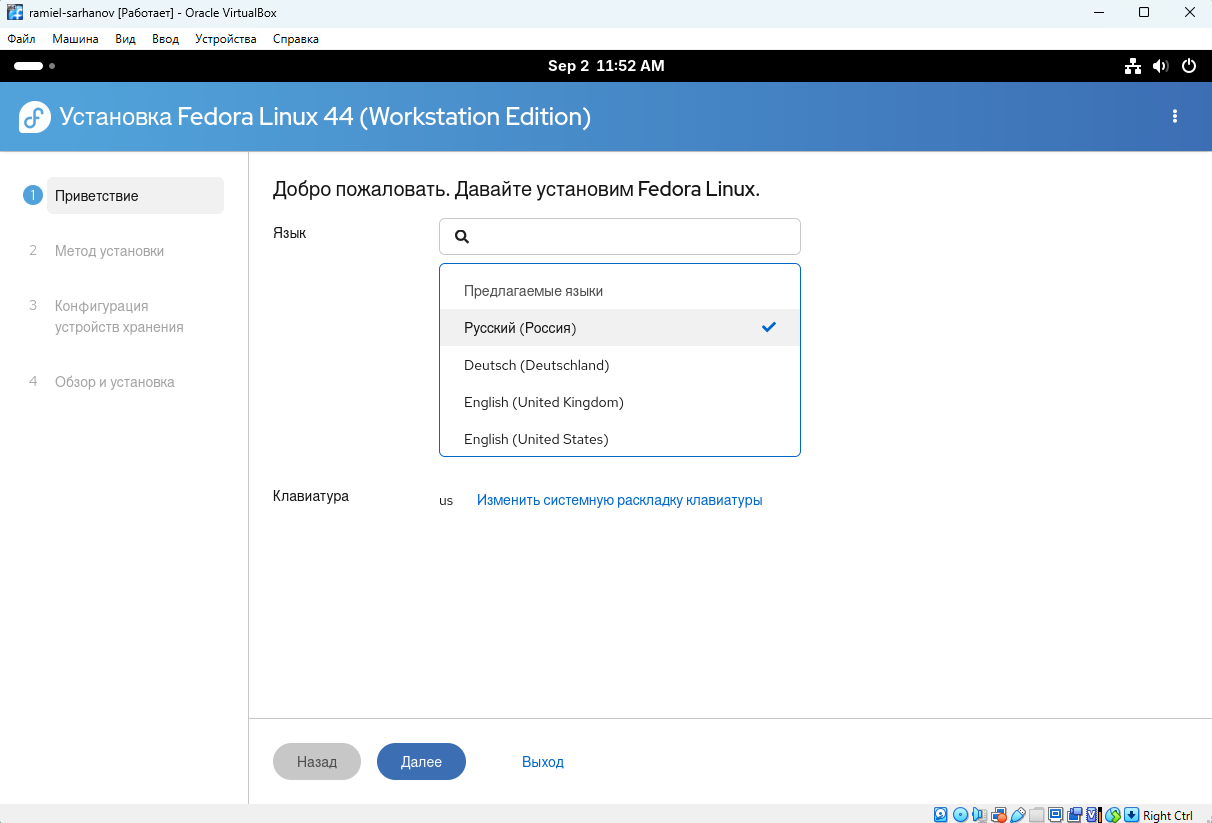 ramiel-sarhanov [Работает] - Oracle VirtualBox
Файл Машина Вид Ввод Устройства Справка
Sep 2 11:52 AM
Установка Fedora Linux 44 (Workstation Edition)
1 Приветствие
2 Метод установки
3 Конфигурация
устройств хранения
4 Обзор и установка
Добро пожаловать. Давайте установим Fedora Linux.
Язык
Предлагаемые языки
Русский (Россия)
Deutsch (Deutschland)
English (United Kingdom)
English (United States)
Клавиатура
us Изменить системную раскладку клавиатуры
Назад Далее Выход
Right Ctrl